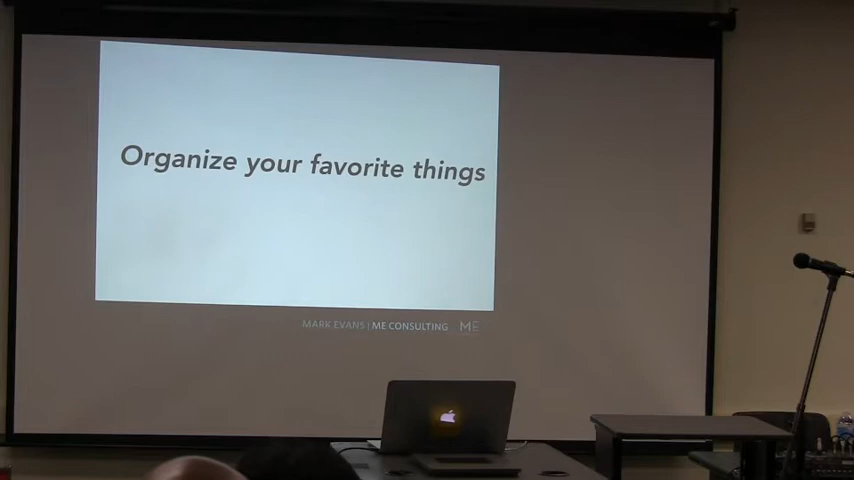 Organize your favorite things
MARK EVANS | ME CONSULTING ME